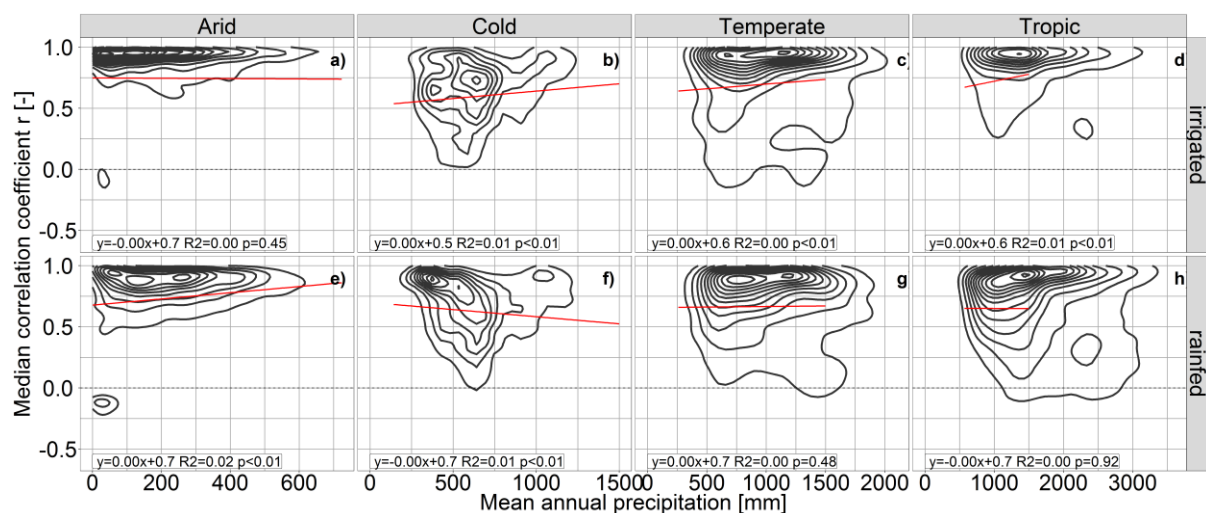 Arid Cold Temperate Tropic
1.0 a) b) c) d)
0.5
0.0
-0.5
y=-0.00x+0.7 R2=0.00 p=0.45 y=0.00x+0.5 R2=0.01 p<0.01 y=0.00x+0.6 R2=0.00 p<0.01 y=0.00x+0.6 R2=0.01 p<0.01
irrigated
Median correlation coefficient r [-]
1.0 e) f) g) h)
0.5
0.0
-0.5
y=0.00x+0.7 R2=0.02 p<0.01 y=-0.00x+0.7 R2=0.01 p<0.01 y=0.00x+0.7 R2=0.00 p=0.48 y=-0.00x+0.7 R2=0.00 p=0.92
rainfed
0 200 400 600 0 500 1000 1500 0 500 1000 1500 2000 0 1000 2000 3000
Mean annual precipitation [mm]